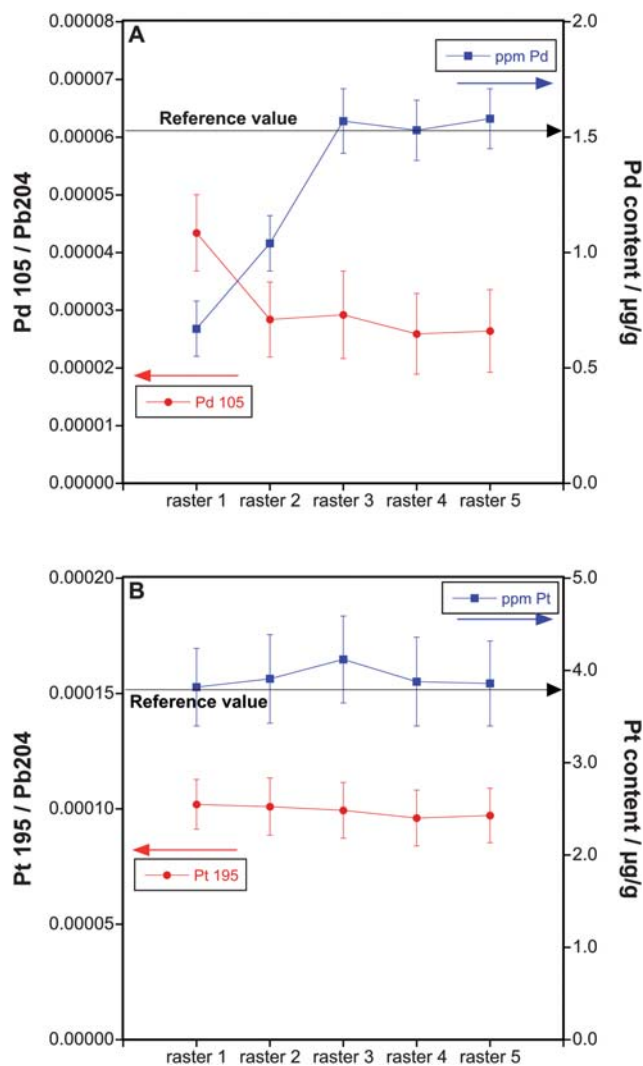 A
0.00008
0.00007
0.00006
0.00005
0.00004
0.00003
0.00002
0.00001
0.00000
Pd 105 / Pb204
2.0
1.5
1.0
0.5
0.0
Pd content / µg/g
ppm Pd
Reference value
Pd 105
raster 1 raster 2 raster 3 raster 4 raster 5
B
0.00020
0.00015
0.00010
0.00005
0.00000
Pt 195 / Pb204
5.0
4.0
3.0
2.0
1.0
0.0
Pt content / µg/g
ppm Pt
Reference value
Pt 195
raster 1 raster 2 raster 3 raster 4 raster 5